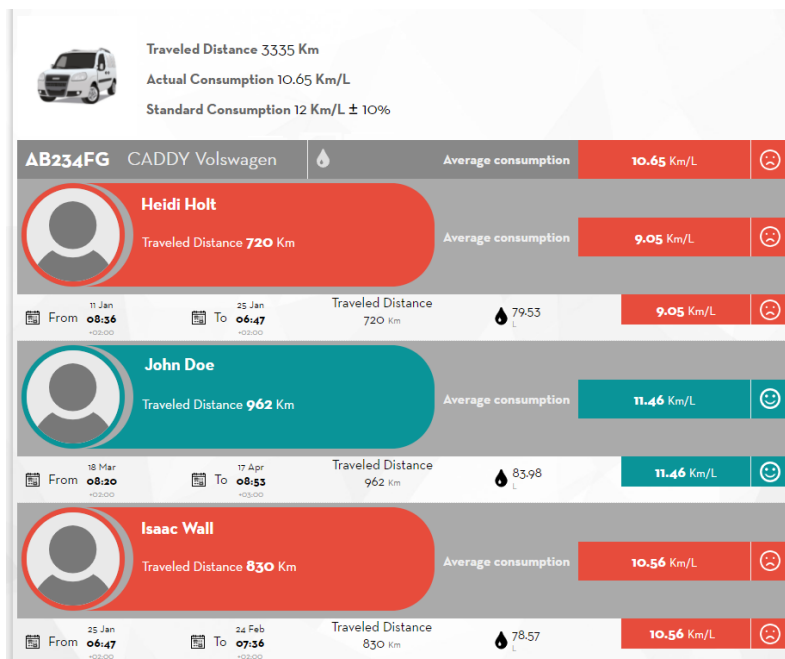 Traveled Distance 3335 Km
Actual Consumption 10.65 Km/L
Standard Consumption 12 Km/L ± 10%
AB234FG CADDY Volswagen Average consumption 10.65 Km/L
Heidi Holt
Traveled Distance 720 Km Average consumption 9.05 Km/L
From 11 Jan 08:36 +02:00 To 25 Jan 06:47 +02:00 Traveled Distance 720 Km 79.53 L 9.05 Km/L
John Doe
Traveled Distance 962 Km Average consumption 11.46 Km/L
From 18 Mar 08:20 +02:00 To 17 Apr 08:53 +03:00 Traveled Distance 962 Km 83.98 L 11.46 Km/L
Isaac Wall
Traveled Distance 830 Km Average consumption 10.56 Km/L
From 25 Jan 06:47 +02:00 To 24 Feb 07:36 +02:00 Traveled Distance 830 Km 78.57 L 10.56 Km/L